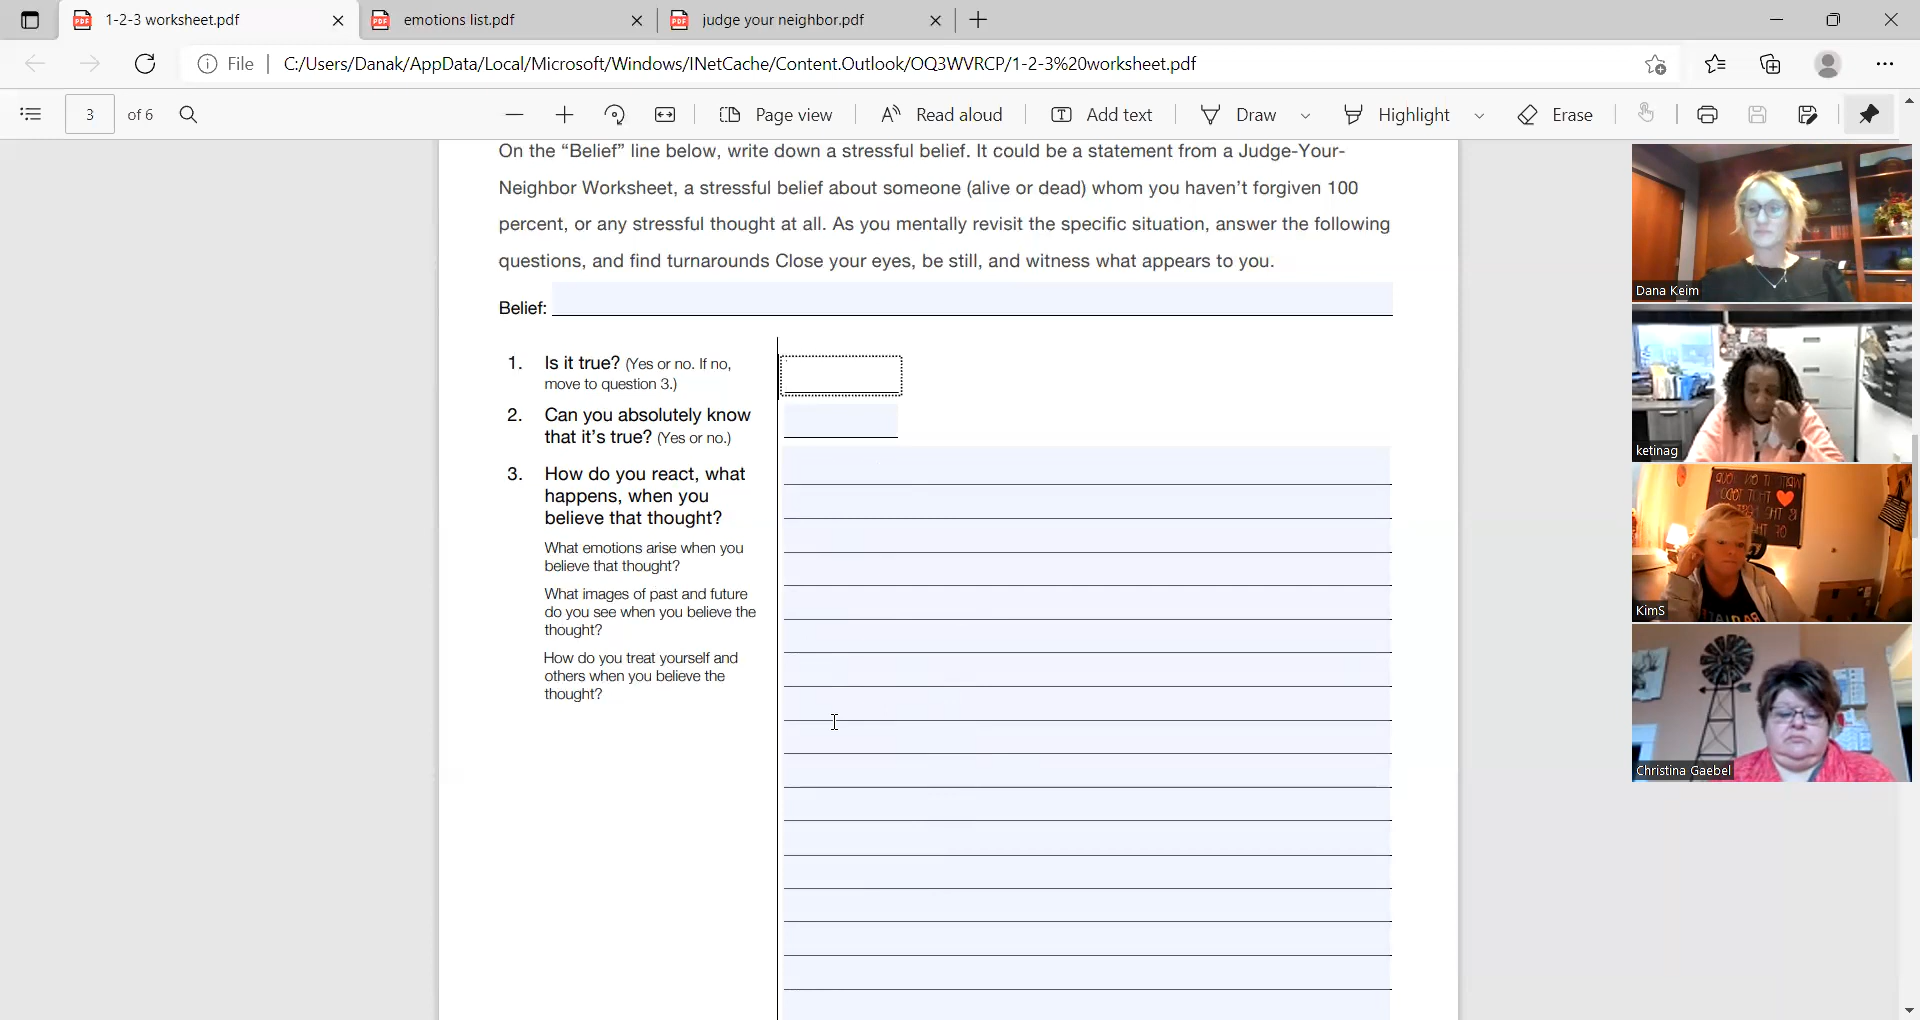 1-2-3 worksheet.pdf
emotions list.pdf
judge your neighbor.pdf
File
C:/Users/Danak/AppData/Local/Microsoft/Windows/INetCache/Content.Outlook/OQ3WVRCP/1-2-3%20worksheet.pdf
3 of 6
Page view
Read aloud
Add text
Draw
Highlight
Erase
On the “Belief” line below, write down a stressful belief. It could be a statement from a Judge-Your-
Neighbor Worksheet, a stressful belief about someone (alive or dead) whom you haven’t forgiven 100
percent, or any stressful thought at all. As you mentally revisit the specific situation, answer the following
questions, and find turnarounds Close your eyes, be still, and witness what appears to you.
Belief:
1. Is it true? (Yes or no. If no,
move to question 3.)
2. Can you absolutely know
that it’s true? (Yes or no.)
3. How do you react, what
happens, when you
believe that thought?
What emotions arise when you
believe that thought?
What images of past and future
do you see when you believe the
thought?
How do you treat yourself and
others when you believe the
thought?
Dana Keim
ketinag
KimS
Christina Gaebel